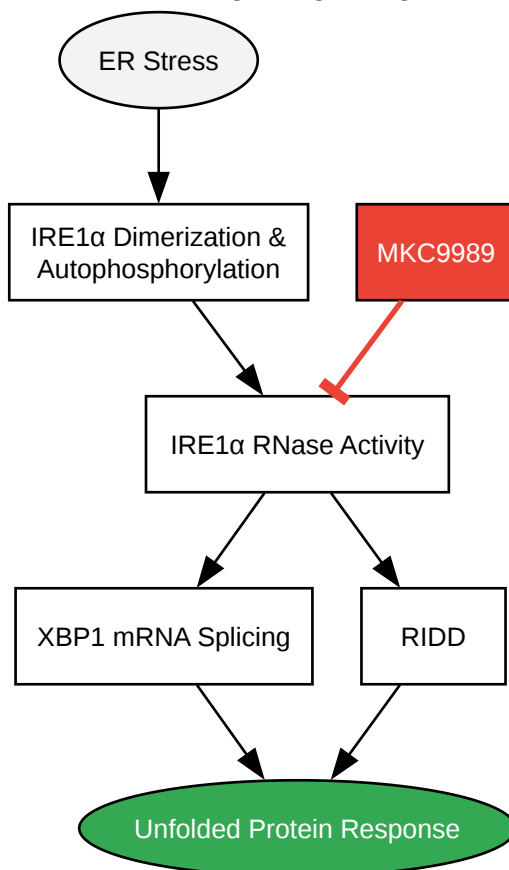 ER Stress
IRE1α Dimerization &
Autophosphorylation
MKC9989
IRE1α RNase Activity
XBP1 mRNA Splicing
RIDD
Unfolded Protein Response